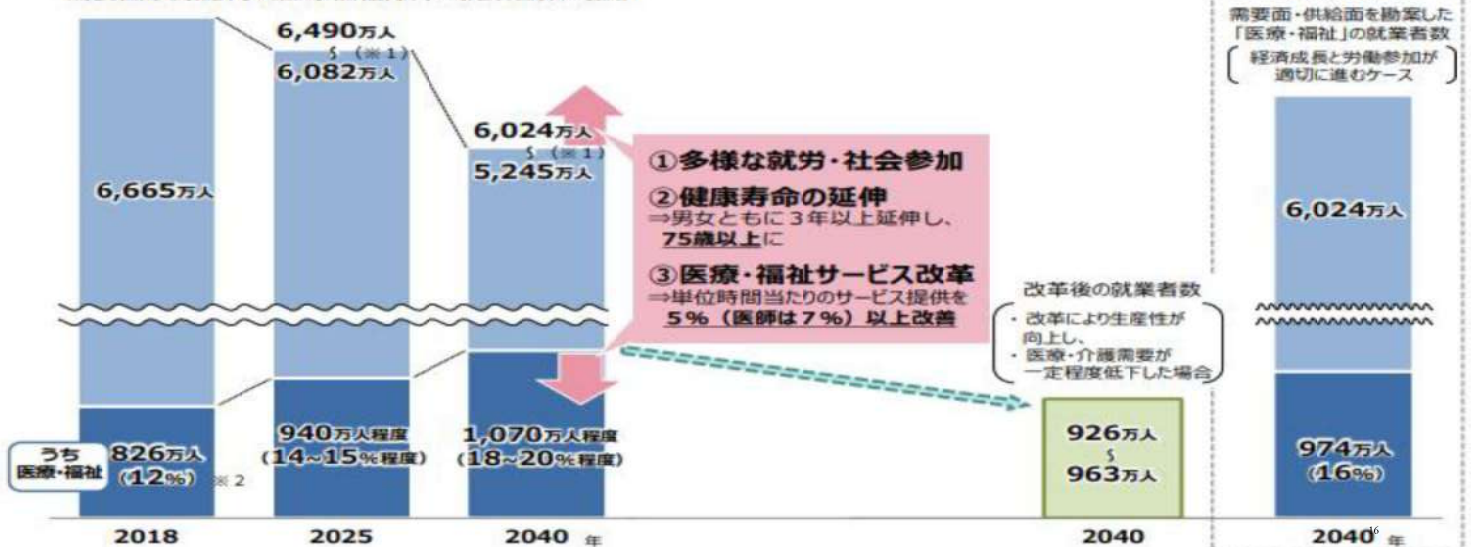 6,490万人
∫（※1）
6,082万人
6,665万人
6,024万人
∫（※1）
5,245万人
うち
医療・福祉
826万人
（12%）※2
940万人程度
（14~15%程度）
1,070万人程度
（18~20%程度）
①多様な就労・社会参加
②健康寿命の延伸
⇒男女ともに３年以上延伸し、
75歳以上に
③医療・福祉サービス改革
⇒単位時間当たりのサービス提供を
５％（医師は７％）以上改善
改革後の就業者数
・改革により生産性が
向上し、
・医療・介護需要が
一定程度低下した場合
926万人
∫
963万人
需要面・供給面を勘案した
「医療・福祉」の就業者数
経済成長と労働参加が
適切に進むケース
6,024万人
974万人
（16%）
2018
2025
2040 年
2040
2040 年
16